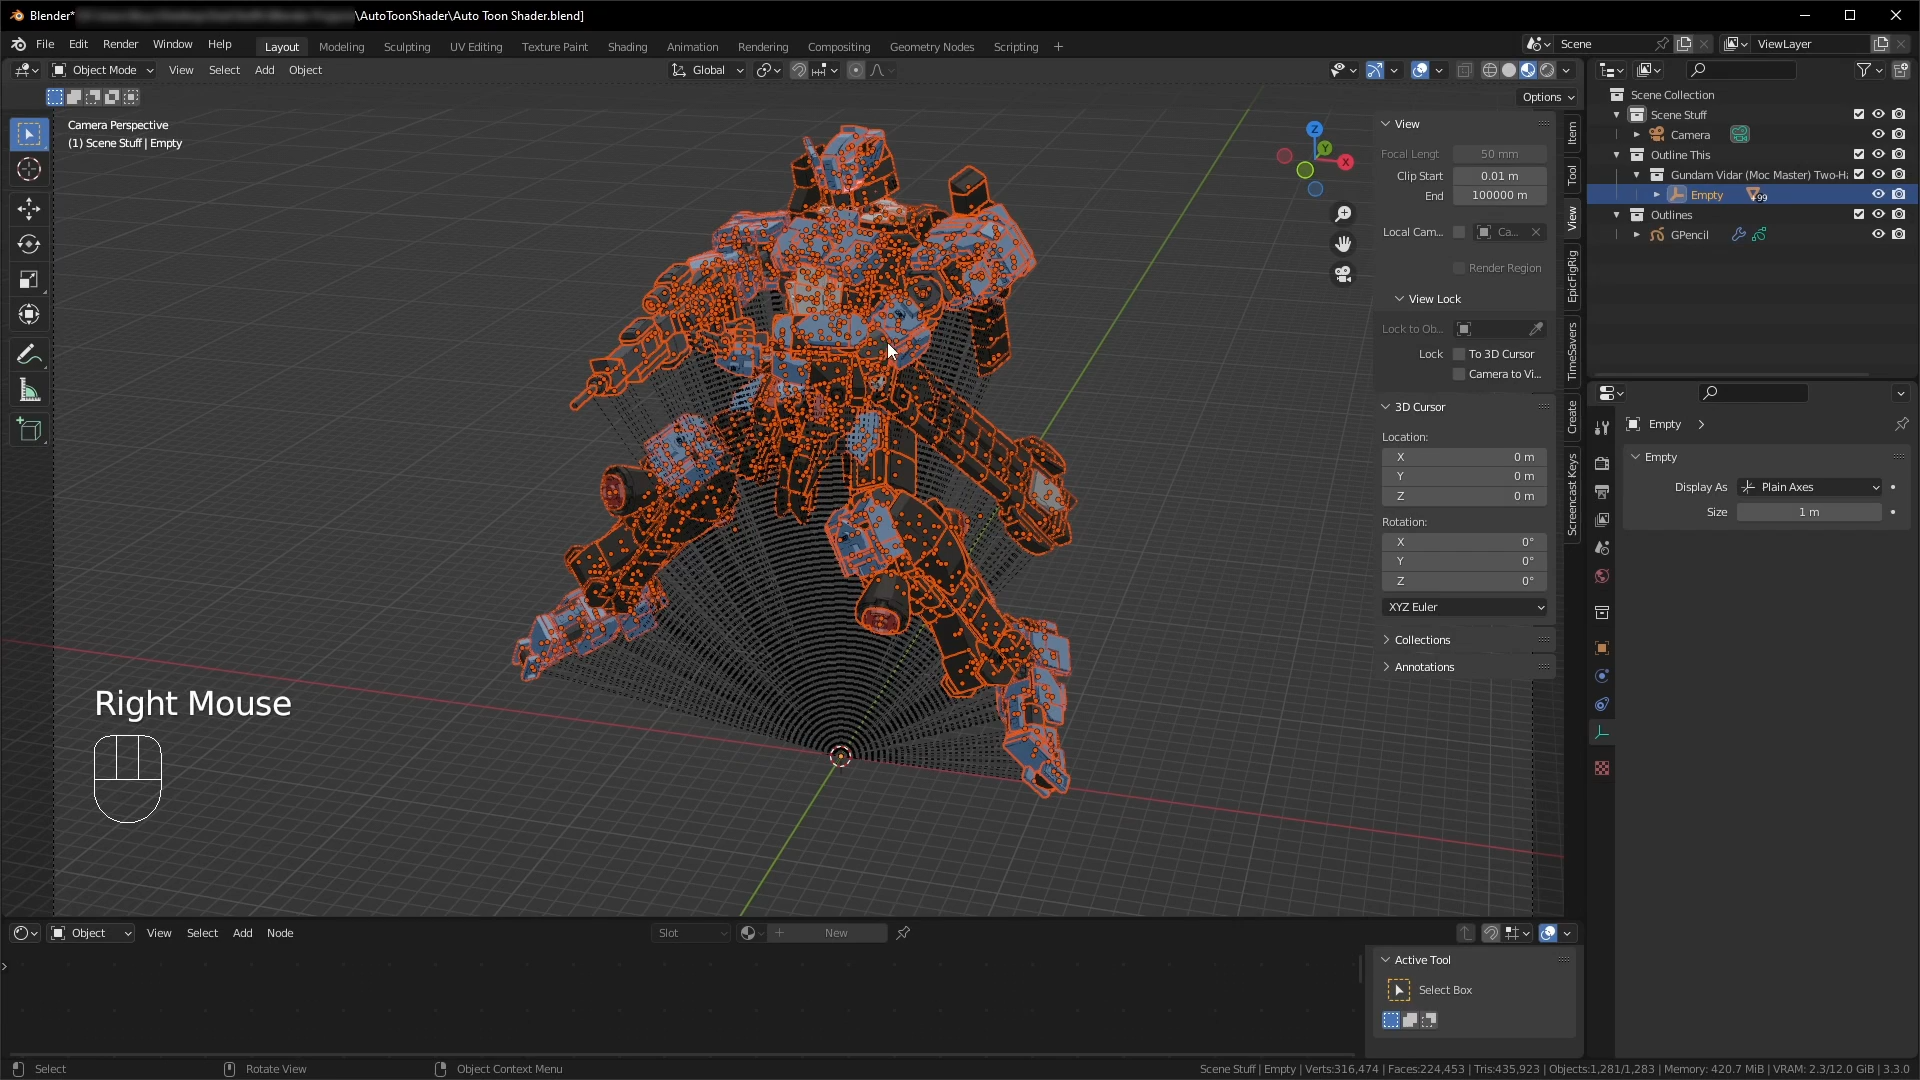 Blender*
\AutoToonShader\Auto Toon Shader.blend]
File Edit Render Window Help
Layout Modeling Sculpting UV Editing Texture Paint Shading Animation Rendering Compositing Geometry Nodes Scripting
Scene
ViewLayer
Object Mode View Select Add Object
Global
Options
Camera Perspective
(1) Scene Stuff | Empty
Z
Y
X
View
Focal Lengt 50 mm
Clip Start 0.01 m
End 100000 m
Local Cam... Ca...
Render Region
View Lock
Lock to Ob...
Lock To 3D Cursor
Camera to Vi...
3D Cursor
Location:
X 0 m
Y 0 m
Z 0 m
Rotation:
X 0°
Y 0°
Z 0°
XYZ Euler
Collections
Annotations
Item
Tool
View
EpicFigRig
TimeSavers
Create
Screencast Keys
Scene Collection
Scene Stuff
Camera
Outline This
Gundam Vidar (Moc Master) Two-Ha
Empty +99
Outlines
GPencil
Empty
Empty
Display As Plain Axes
Size 1 m
Right Mouse
Object View Select Add Node
Slot
New
Active Tool
Select Box
Select
Rotate View
Object Context Menu
Scene Stuff | Empty | Verts:316,474 | Faces:224,453 | Tris:435,923 | Objects:1,281/1,283 | Memory: 420.7 MiB | VRAM: 2.3/12.0 GiB | 3.3.0